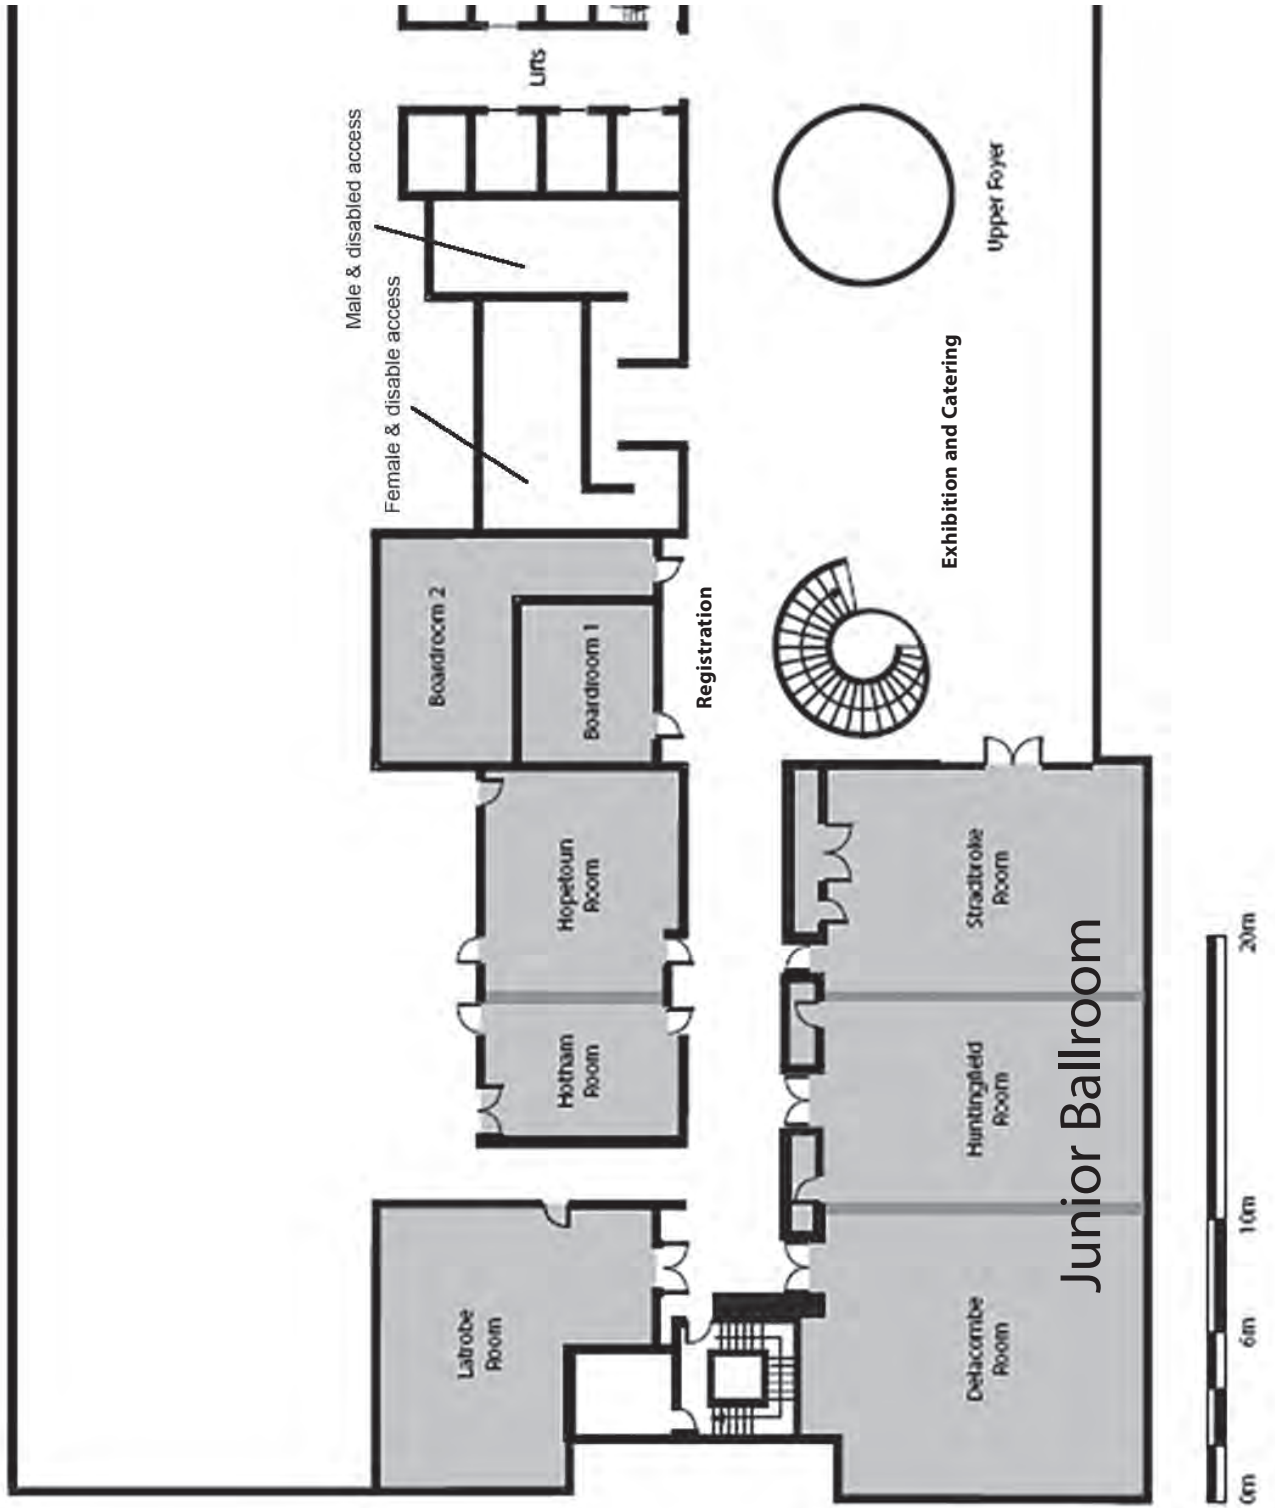 Lifts
Male & disabled access
Female & disable access
Upper Foyer
Exhibition and Catering
Registration
Boardroom 2
Boardroom 1
Hopetoun
Room
Hotham
Room
Latrobe
Room
Stradbroke
Room
Huntingfield
Room
Delacombe
Room
Junior Ballroom
0m
6m
10m
20m